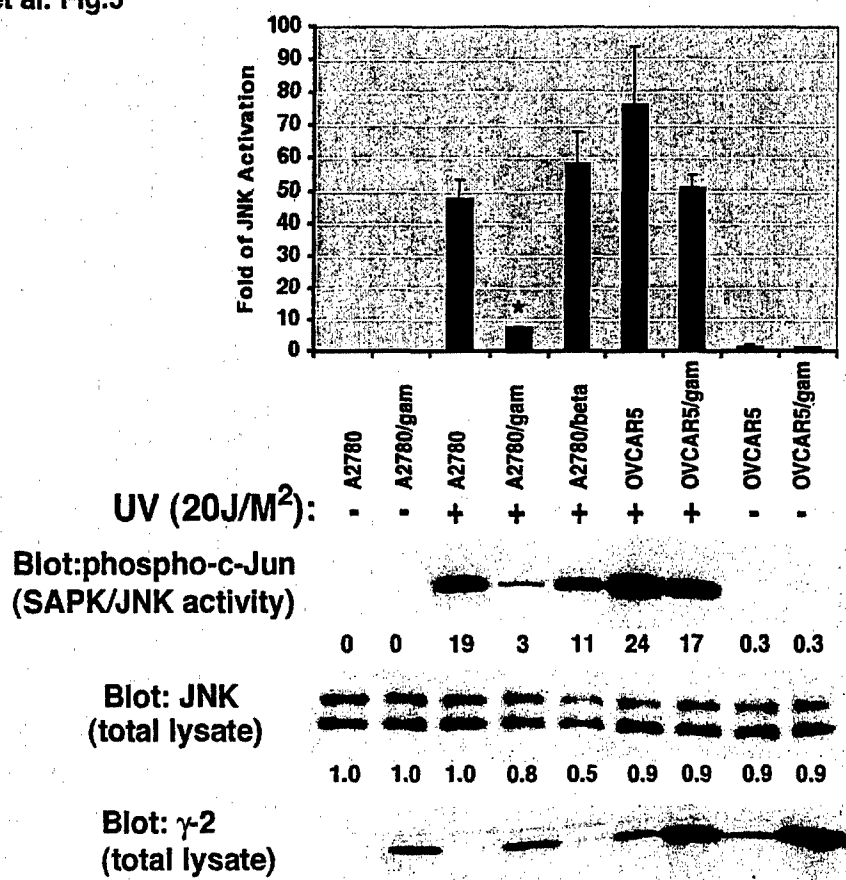 et al. Fig.5
100
90
80
70
60
50
40
30
20
10
0
Fold of JNK Activation
*
A2780
A2780/gam
A2780
A2780/gam
A2780/beta
OVCAR5
OVCAR5/gam
OVCAR5
OVCAR5/gam
UV (20J/M²): - - + + + + + - -
Blot:phospho-c-Jun
(SAPK/JNK activity)
0 0 19 3 11 24 17 0.3 0.3
Blot: JNK
(total lysate)
1.0 1.0 1.0 0.8 0.5 0.9 0.9 0.9 0.9
Blot: γ-2
(total lysate)